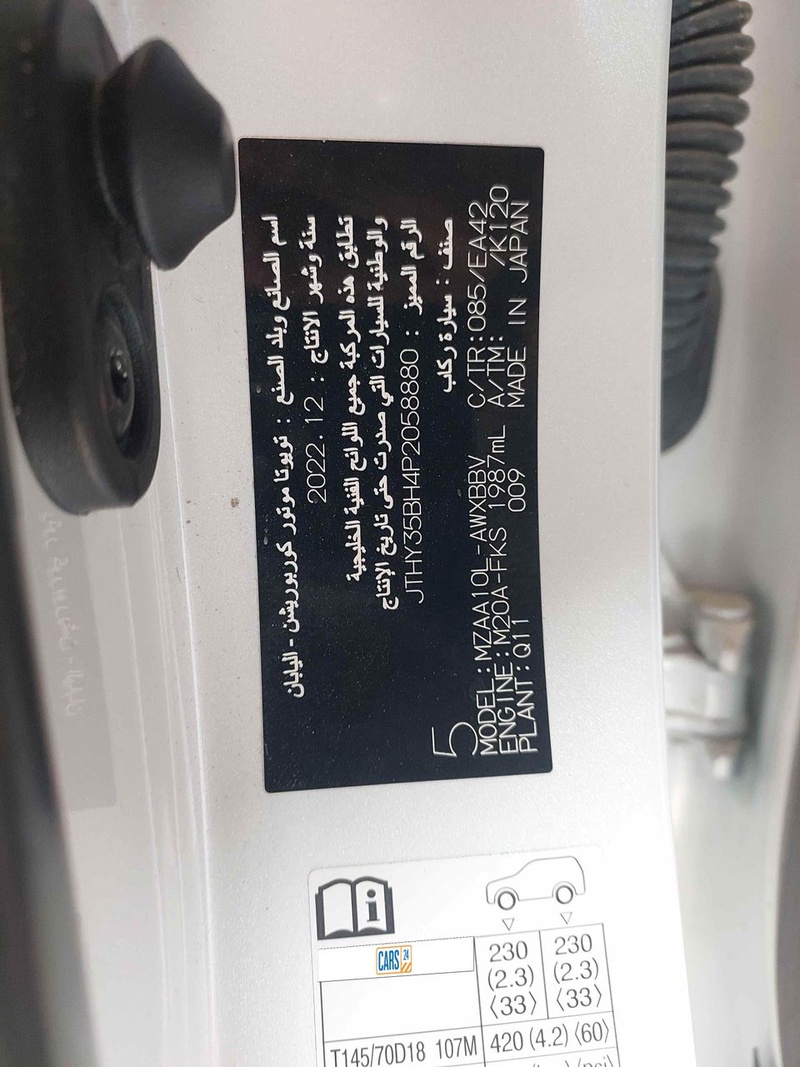 اسم الصانع وبلد الصنع : تويوتا موتور كوربوريشن - اليابان
سنة وشهر الانتاج : 2022.12
تطابق هذه المركبة جميع اللوائح الفنية الخليجية
والوطنية للسيارات التي صدرت حتى تاريخ الإنتاج
الرقم المميز : JTHY35BH4P2058880
صنف : سيارة ركاب
5
MODEL:MZAA10L-AWXBBV C/TR:085/EA42
ENGINE:M20A-FKS 1987mL A/TM: /K120
PLANT:Q11 009 MADE IN JAPAN
CARS 24
230 230
(2.3) (2.3)
⟨33⟩ ⟨33⟩
T145/70D18 107M 420 (4.2) ⟨60⟩